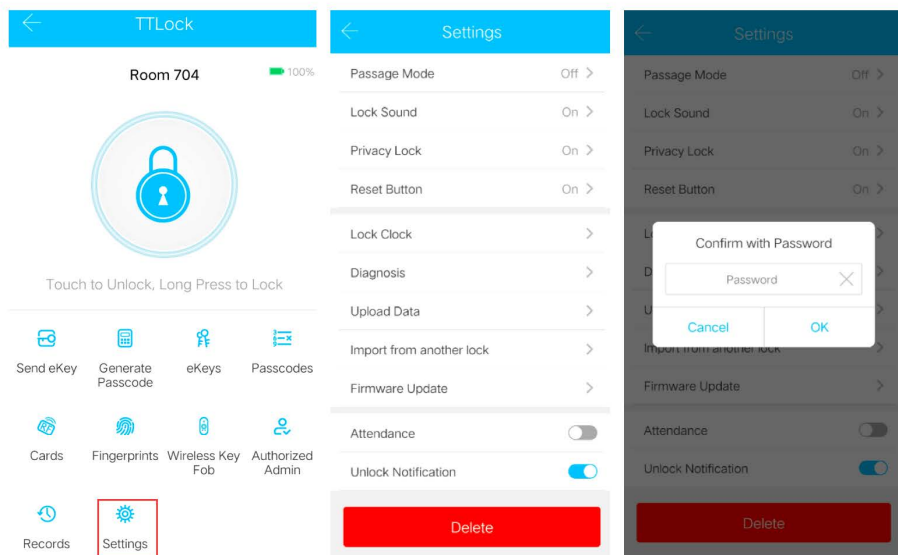 TTLock
Room 704
100%
Touch to Unlock, Long Press to Lock
Send eKey
Generate
Passcode
eKeys
Passcodes
Cards
Fingerprints
Wireless Key
Fob
Authorized
Admin
Records
Settings
Settings
Passage Mode Off
Lock Sound On
Privacy Lock On
Reset Button On
Lock Clock
Diagnosis
Upload Data
Import from another lock
Firmware Update
Attendance
Unlock Notification
Delete
Settings
Passage Mode Off
Lock Sound On
Privacy Lock On
Reset Button On
Confirm with Password
Password
Cancel OK
Import from another lock
Firmware Update
Attendance
Unlock Notification
Delete